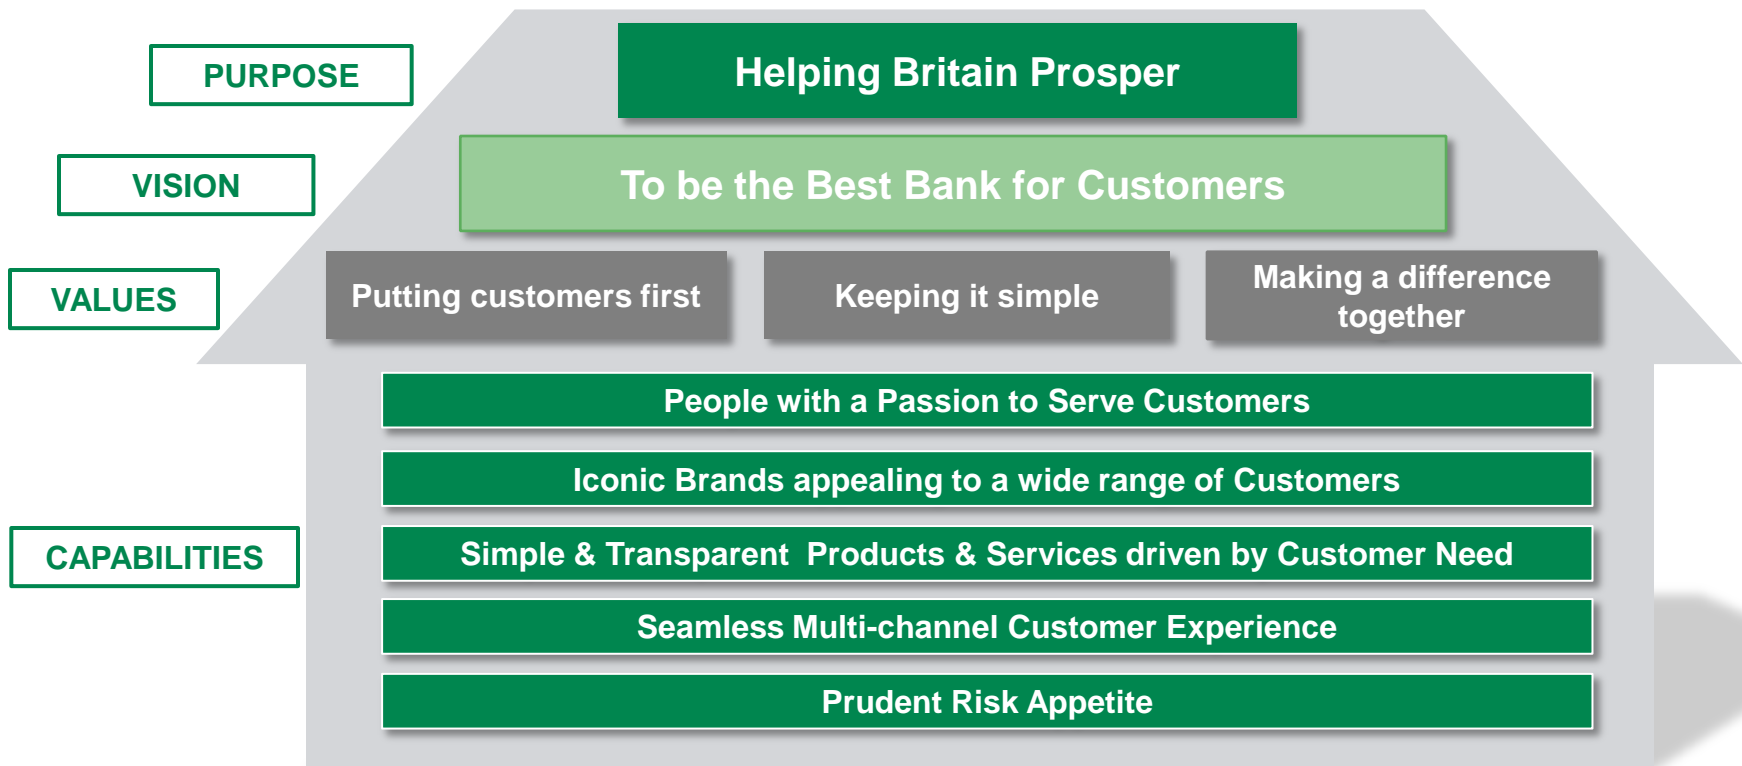 PURPOSE
Helping Britain Prosper
VISION
To be the Best Bank for Customers
VALUES
Putting customers first
Keeping it simple
Making a difference
together
People with a Passion to Serve Customers
Iconic Brands appealing to a wide range of Customers
CAPABILITIES
Simple & Transparent  Products & Services driven by Customer Need
Seamless Multi-channel Customer Experience
Prudent Risk Appetite